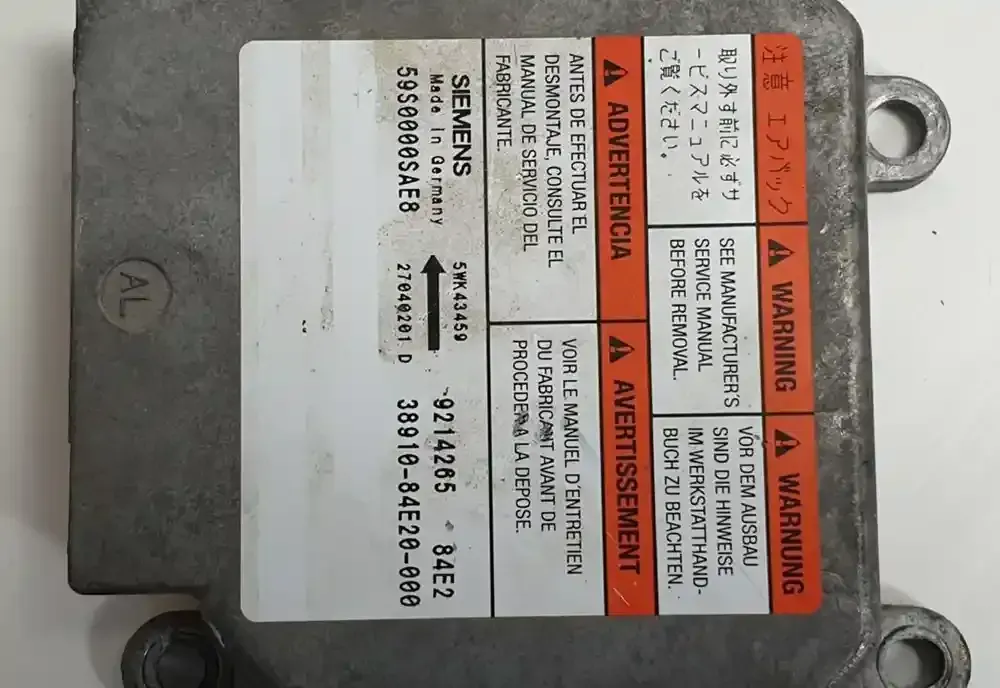 注意 エアバック
取り外す前に必ずサ
ービスマニュアルを
ご覧ください。
WARNING
SEE MANUFACTURER'S
SERVICE MANUAL
BEFORE REMOVAL.
WARNUNG
VOR DEM AUSBAU
SIND DIE HINWEISE
IM WERKSTATTHAND-
BUCH ZU BEACHTEN.
ADVERTENCIA
ANTES DE EFECTUAR EL
DESMONTAJE, CONSULTE EL
MANUAL DE SERVICIO DEL
FABRICANTE.
AVERTISSEMENT
VOIR LE MANUEL D'ENTRETIEN
DU FABRICANT AVANT DE
PROCEDER A LA DEPOSE.
SIEMENS
Made In Germany
59S0000SAE8
5WK43459
27040201 D
9214265 84E2
38910-84E20-000
AL